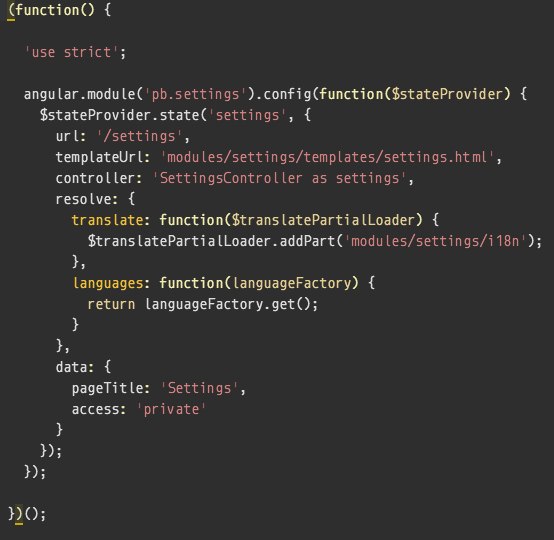 (function() {

  'use strict';

  angular.module('pb.settings').config(function($stateProvider) {
    $stateProvider.state('settings', {
      url: '/settings',
      templateUrl: 'modules/settings/templates/settings.html',
      controller: 'SettingsController as settings',
      resolve: {
        translate: function($translatePartialLoader) {
          $translatePartialLoader.addPart('modules/settings/i18n');
        },
        languages: function(languageFactory) {
          return languageFactory.get();
        }
      },
      data: {
        pageTitle: 'Settings',
        access: 'private'
      }
    });
  });

})();